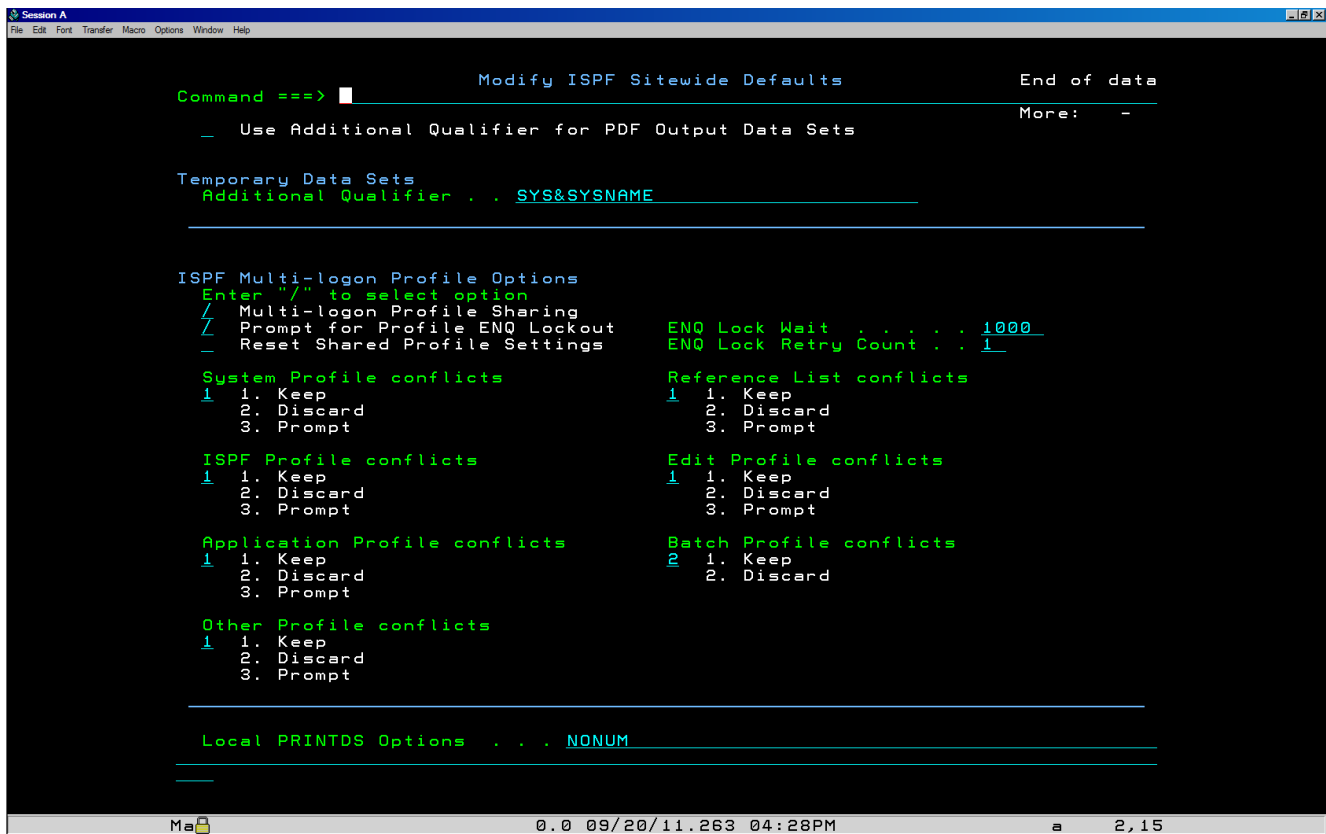 Session A
File Edit Font Transfer Macro Options Window Help
Modify ISPF Sitewide Defaults End of data
Command ===>
More: -
_ Use Additional Qualifier for PDF Output Data Sets
Temporary Data Sets
Additional Qualifier . . SYS&SYSNAME
ISPF Multi-logon Profile Options
Enter "/" to select option
/ Multi-logon Profile Sharing
/ Prompt for Profile ENQ Lockout ENQ Lock Wait . . . . . 1000
_ Reset Shared Profile Settings ENQ Lock Retry Count . . 1
System Profile conflicts Reference List conflicts
1 1. Keep 1 1. Keep
2. Discard 2. Discard
3. Prompt 3. Prompt
ISPF Profile conflicts Edit Profile conflicts
1 1. Keep 1 1. Keep
2. Discard 2. Discard
3. Prompt 3. Prompt
Application Profile conflicts Batch Profile conflicts
1 1. Keep 2 1. Keep
2. Discard 2. Discard
3. Prompt
Other Profile conflicts
1 1. Keep
2. Discard
3. Prompt
Local PRINTDS Options . . . NONUM
Ma 0.0 09/20/11.263 04:28PM a 2,15